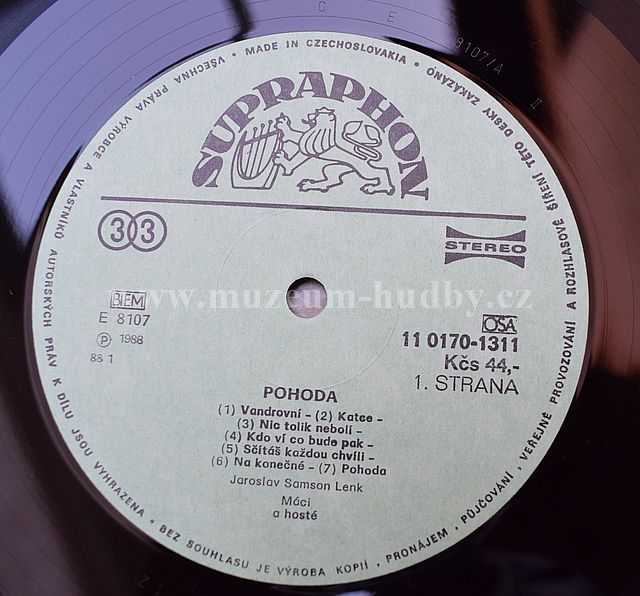 C E C
8107/A II
VŠECHNA PRÁVA VÝROBCE A VLASTNÍKŮ AUTORSKÝCH PRÁV K DÍLU JSOU VYHRAZENA • BEZ SOUHLASU JE VÝROBA KOPIÍ, PRONÁJEM, PŮJČOVÁNÍ, VEŘEJNÉ PROVOZOVÁNÍ A ROZHLASOVÉ ŠÍŘENÍ TÉTO DESKY ZAKÁZÁNO • MADE IN CZECHOSLOVAKIA •
SUPRAPHON
33
STEREO
www.muzeum-hudby.cz
BIEM
E 8107
℗ 1988
88 1
OSA
11 0170-1311
Kčs 44,-
1. STRANA
POHODA
(1) Vandrovní - (2) Katce -
(3) Nic tolik nebolí -
(4) Kdo ví co bude pak -
(5) Sčítáš každou chvíli -
(6) Na konečné - (7) Pohoda
Jaroslav Samson Lenk
Máci
a hosté
12